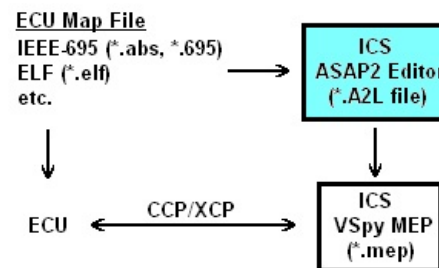 ECU Map File
IEEE-695 (*.abs, *.695)
ELF (*.elf)
etc.
ICS
ASAP2 Editor
(*.A2L file)
ECU
CCP/XCP
ICS
VSpy MEP
(*.mep)